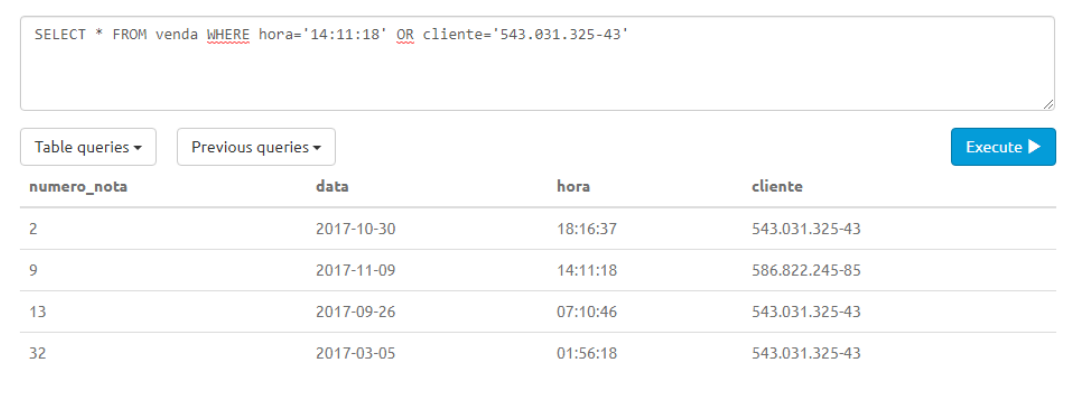 SELECT * FROM venda WHERE hora='14:11:18' OR cliente='543.031.325-43'
Table queries Previous queries Execute
numero_nota data hora cliente
2 2017-10-30 18:16:37 543.031.325-43
9 2017-11-09 14:11:18 586.822.245-85
13 2017-09-26 07:10:46 543.031.325-43
32 2017-03-05 01:56:18 543.031.325-43